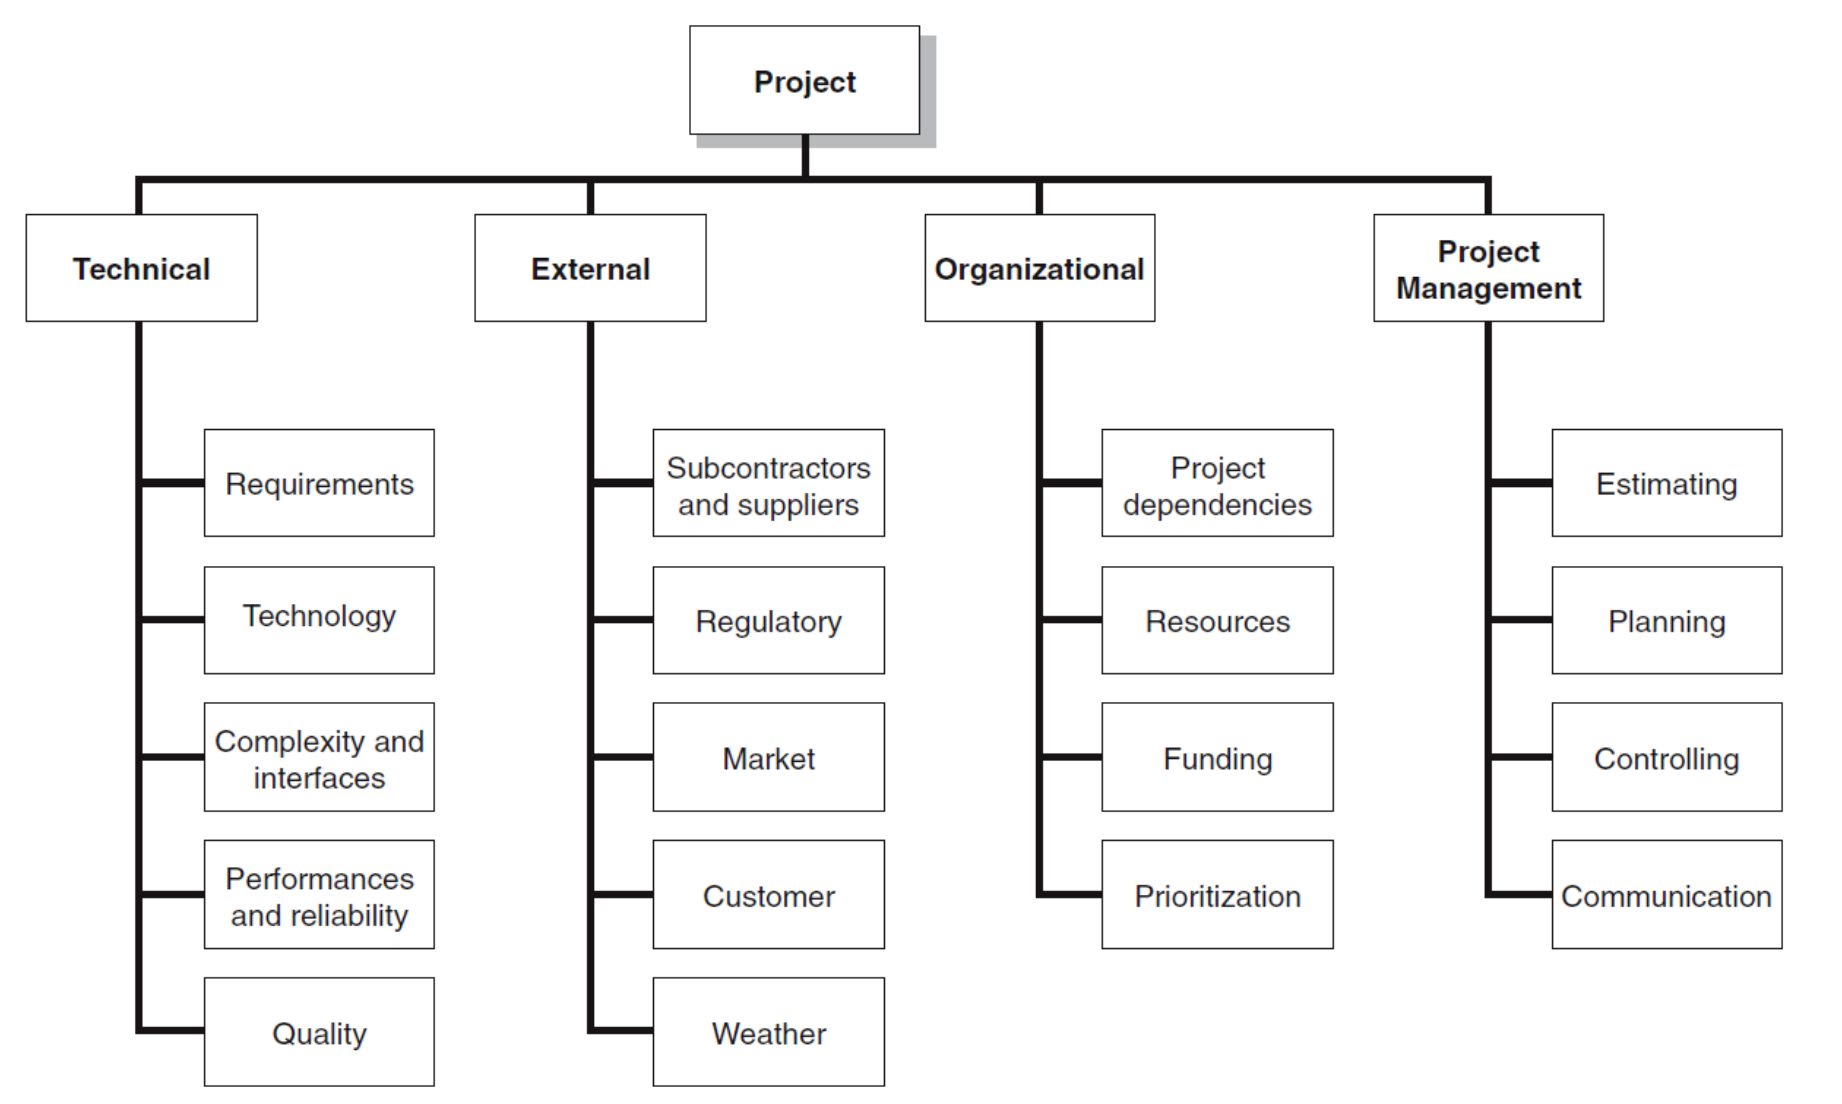 Project
Technical
External
Organizational
Project
Management
Requirements
Technology
Complexity and
interfaces
Performances
and reliability
Quality
Subcontractors
and suppliers
Regulatory
Market
Customer
Weather
Project
dependencies
Resources
Funding
Prioritization
Estimating
Planning
Controlling
Communication